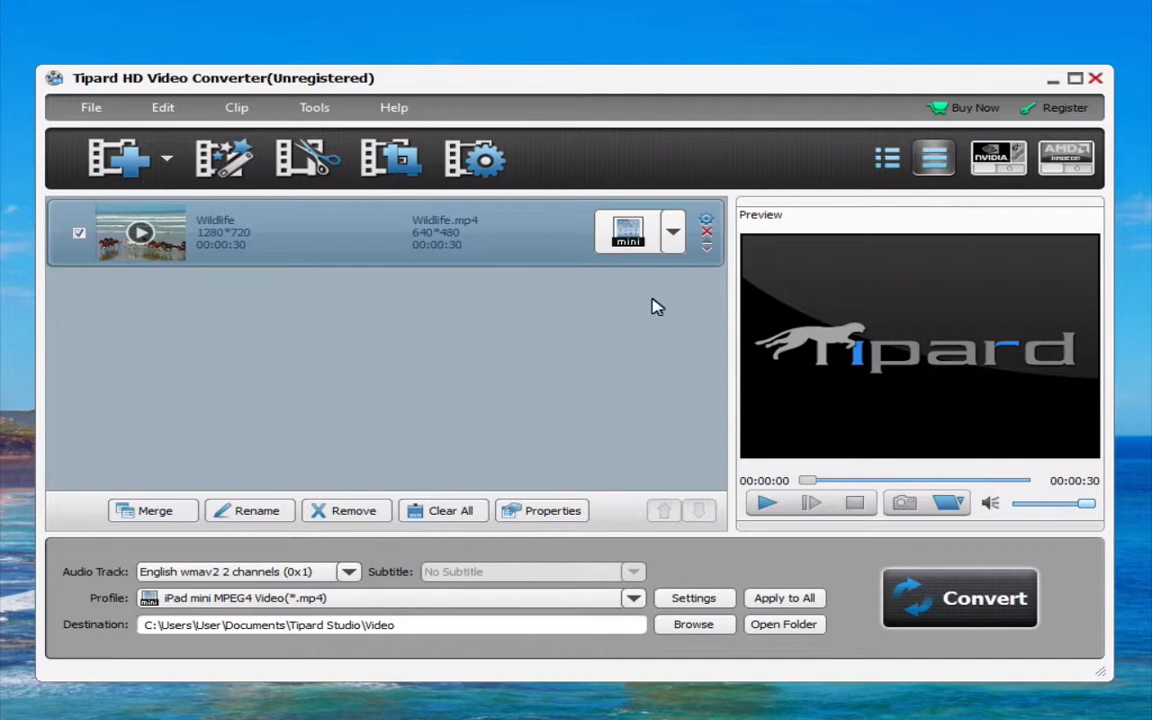 Tipard HD Video Converter(Unregistered)
File Edit Clip Tools Help Buy Now Register
NVIDIA AMD
Wildlife
1280*720
00:00:30
Wildlife.mp4
640*480
00:00:30
mini
Preview
Tipard
00:00:00 00:00:30
Merge Rename Remove Clear All Properties
Audio Track: English wmav2 2 channels (0x1) Subtitle: No Subtitle
Profile: mini iPad mini MPEG4 Video(*.mp4) Settings Apply to All
Destination: C:\Users\User\Documents\Tipard Studio\Video Browse Open Folder
Convert